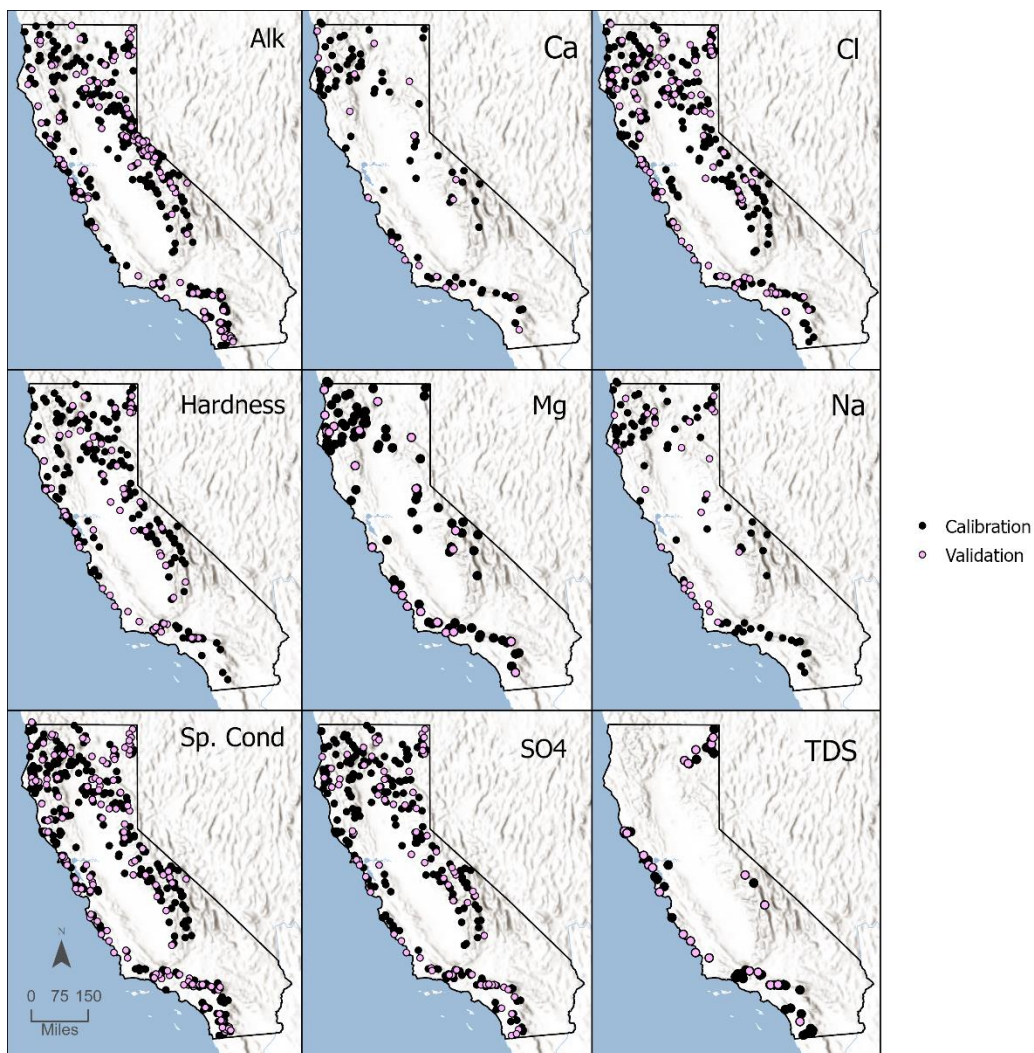 Alk
Ca
Cl
Hardness
Mg
Na
Calibration
Validation
Sp. Cond
SO4
TDS
N
0 75 150
Miles